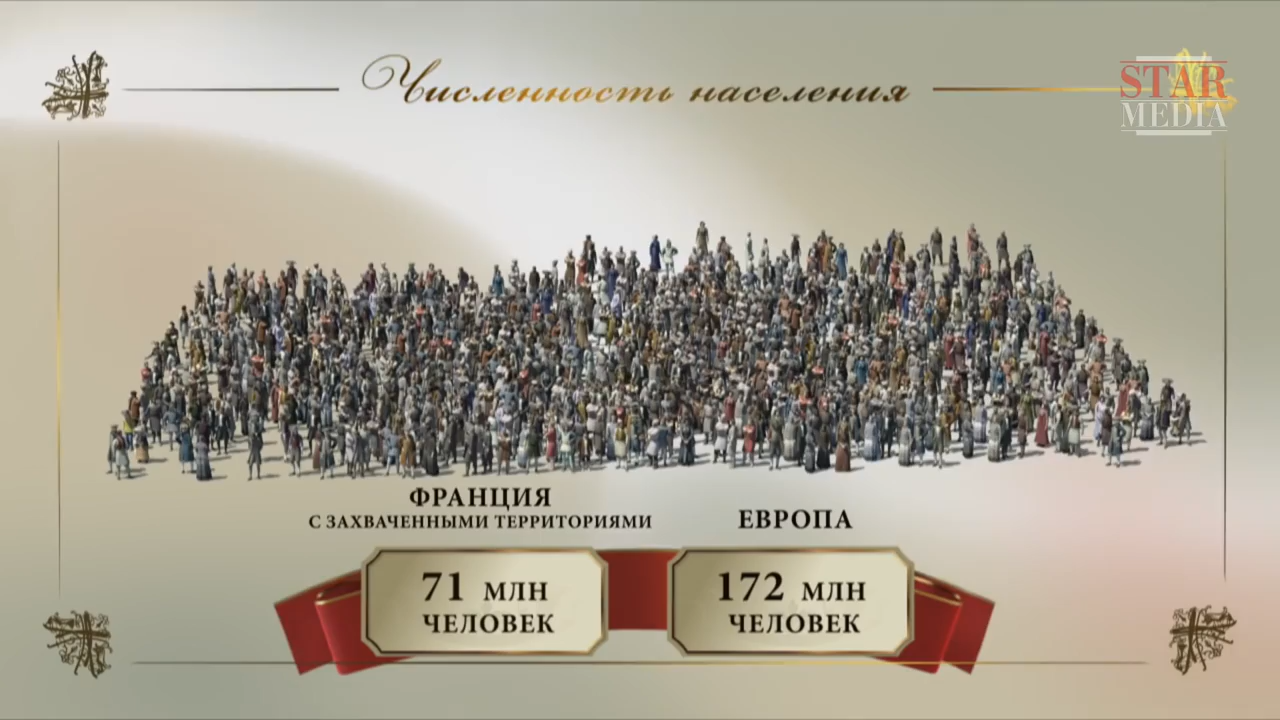 Численность населения
STAR
MEDIA
ФРАНЦИЯ
С ЗАХВАЧЕННЫМИ ТЕРРИТОРИЯМИ
ЕВРОПА
71 МЛН
ЧЕЛОВЕК
172 МЛН
ЧЕЛОВЕК